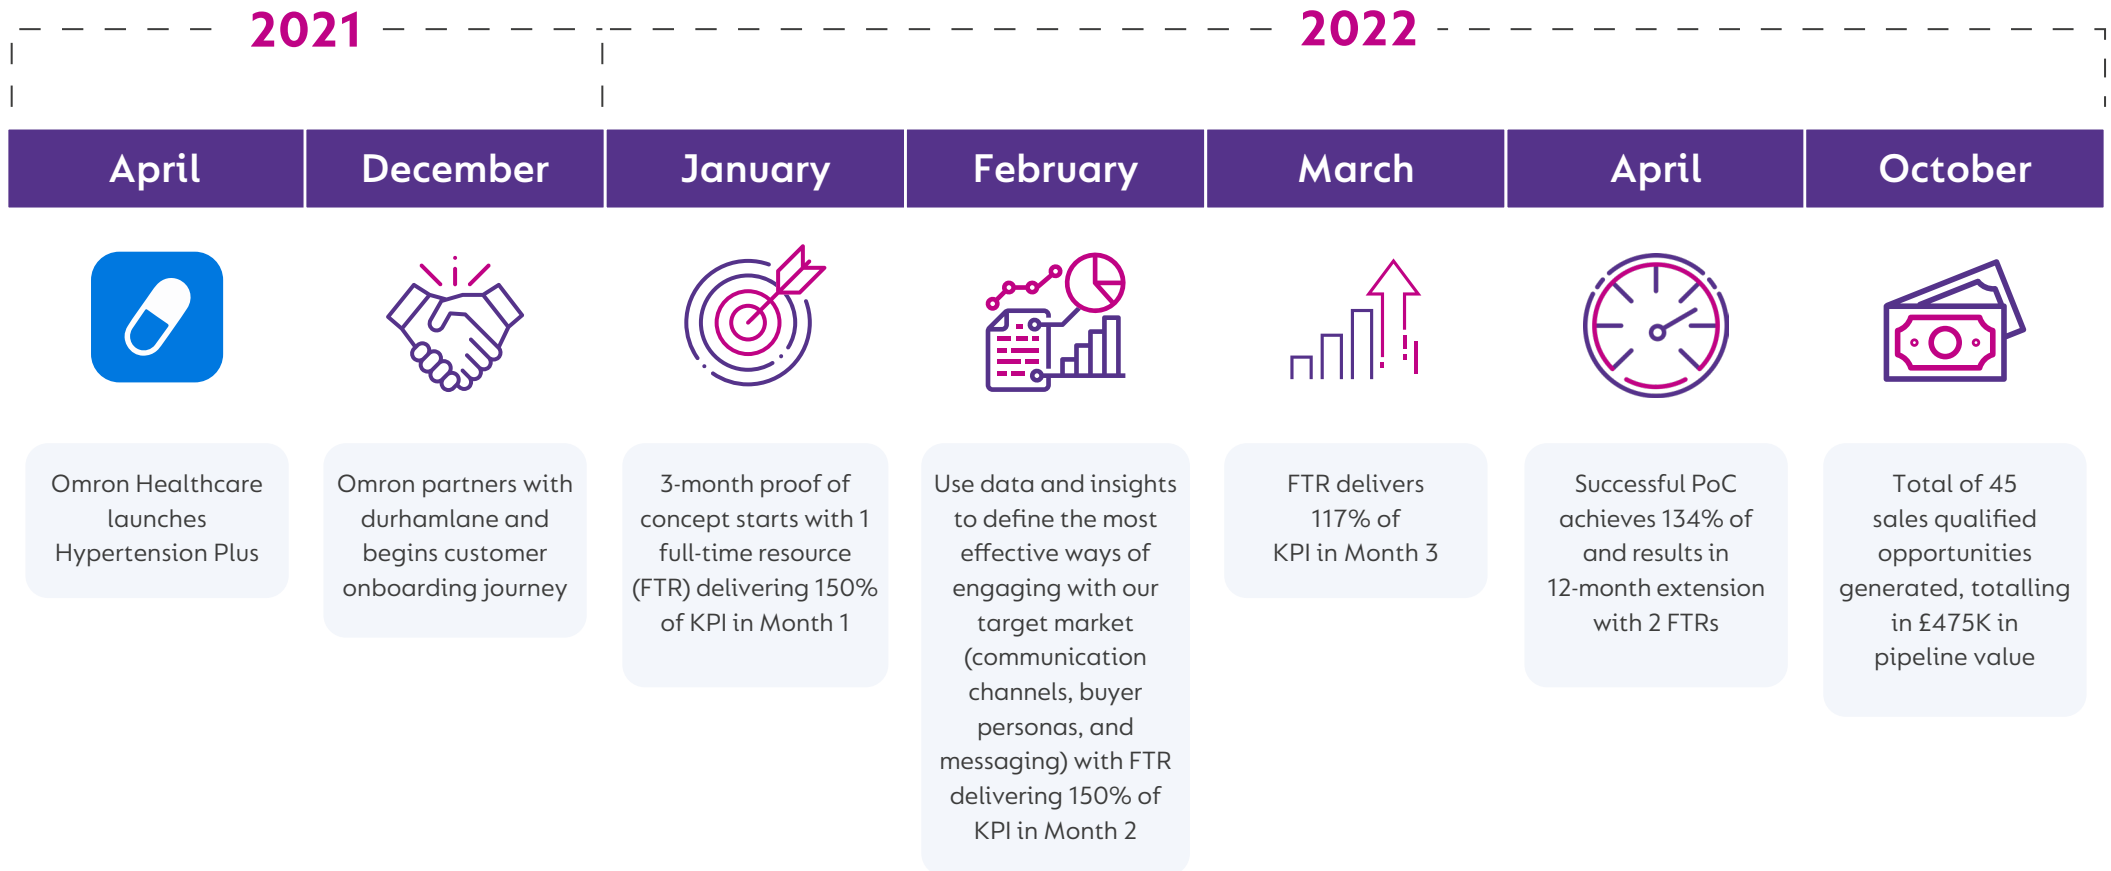 2021
2022
April
December
January
February
March
April
October
Omron Healthcare
launches
Hypertension Plus
Omron partners with
durhamlane and
begins customer
onboarding journey
3-month proof of
concept starts with 1
full-time resource
(FTR) delivering 150%
of KPI in Month 1
Use data and insights
to define the most
effective ways of
engaging with our
target market
(communication
channels, buyer
personas, and
messaging) with FTR
delivering 150% of
KPI in Month 2
FTR delivers
117% of
KPI in Month 3
Successful PoC
achieves 134% of
and results in
12-month extension
with 2 FTRs
Total of 45
sales qualified
opportunities
generated, totalling
in £475K in
pipeline value